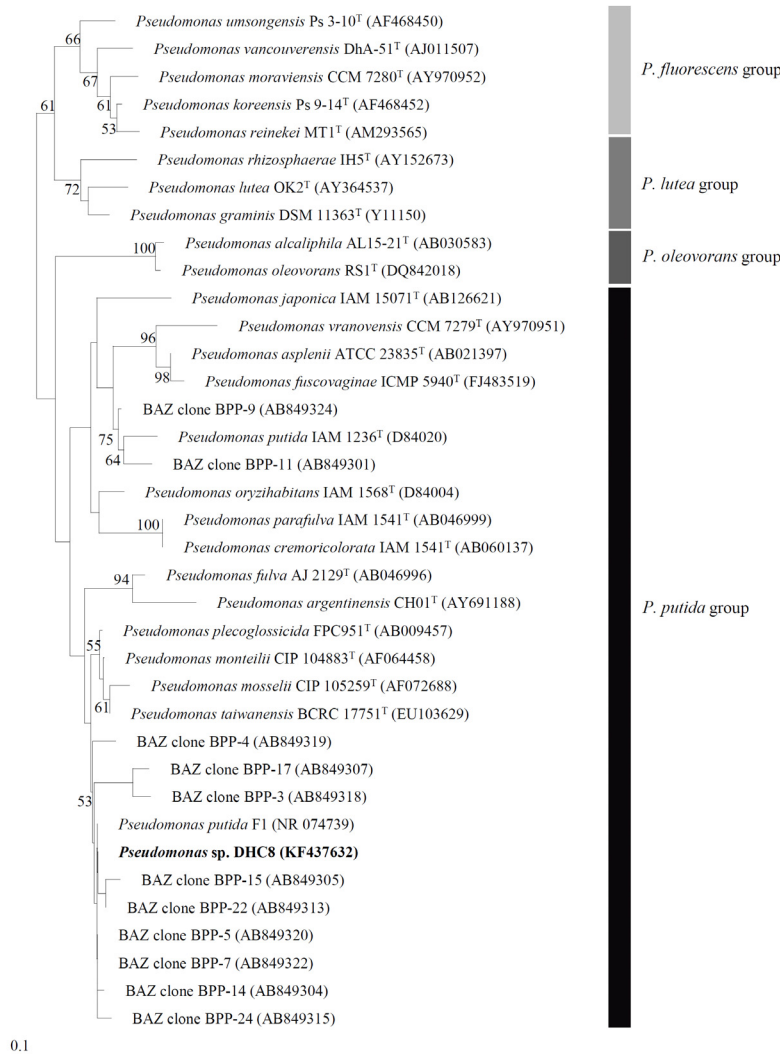 Pseudomonas umsongensis Ps 3-10ᵀ (AF468450)
66
Pseudomonas vancouverensis DhA-51ᵀ (AJ011507)
P. fluorescens group
67
Pseudomonas moraviensis CCM 7280ᵀ (AY970952)
61
61
Pseudomonas koreensis Ps 9-14ᵀ (AF468452)
53
Pseudomonas reinekei MT1ᵀ (AM293565)
Pseudomonas rhizosphaerae IH5ᵀ (AY152673)
72
Pseudomonas lutea OK2ᵀ (AY364537)
P. lutea group
Pseudomonas graminis DSM 11363ᵀ (Y11150)
100
Pseudomonas alcaliphila AL15-21ᵀ (AB030583)
P. oleovorans group
Pseudomonas oleovorans RS1ᵀ (DQ842018)
Pseudomonas japonica IAM 15071ᵀ (AB126621)
Pseudomonas vranovensis CCM 7279ᵀ (AY970951)
96
Pseudomonas asplenii ATCC 23835ᵀ (AB021397)
98
Pseudomonas fuscovaginae ICMP 5940ᵀ (FJ483519)
BAZ clone BPP-9 (AB849324)
75
Pseudomonas putida IAM 1236ᵀ (D84020)
64
BAZ clone BPP-11 (AB849301)
Pseudomonas oryzihabitans IAM 1568ᵀ (D84004)
100
Pseudomonas parafulva IAM 1541ᵀ (AB046999)
Pseudomonas cremoricolorata IAM 1541ᵀ (AB060137)
94
Pseudomonas fulva AJ 2129ᵀ (AB046996)
Pseudomonas argentinensis CH01ᵀ (AY691188)
P. putida group
Pseudomonas plecoglossicida FPC951ᵀ (AB009457)
55
Pseudomonas monteilii CIP 104883ᵀ (AF064458)
Pseudomonas mosselii CIP 105259ᵀ (AF072688)
61
Pseudomonas taiwanensis BCRC 17751ᵀ (EU103629)
BAZ clone BPP-4 (AB849319)
BAZ clone BPP-17 (AB849307)
53
BAZ clone BPP-3 (AB849318)
Pseudomonas putida F1 (NR 074739)
Pseudomonas sp. DHC8 (KF437632)
BAZ clone BPP-15 (AB849305)
BAZ clone BPP-22 (AB849313)
BAZ clone BPP-5 (AB849320)
BAZ clone BPP-7 (AB849322)
BAZ clone BPP-14 (AB849304)
BAZ clone BPP-24 (AB849315)
0.1